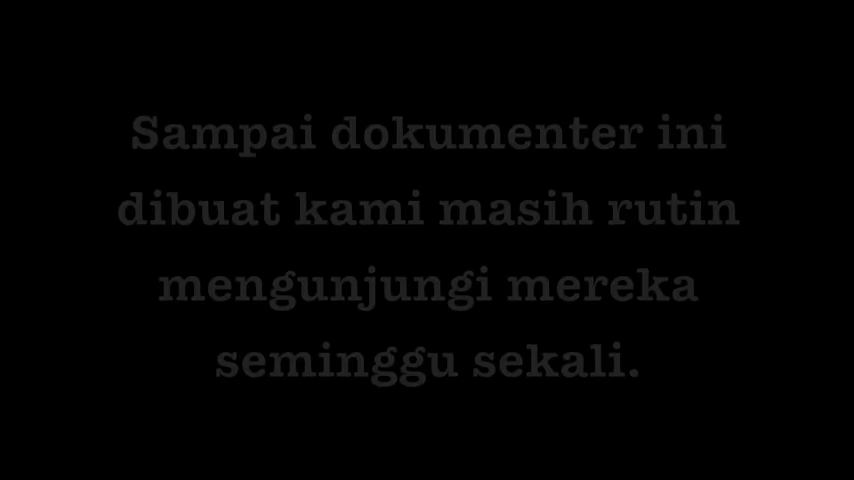 Sampai dokumenter ini
dibuat kami masih rutin
mengunjungi mereka
seminggu sekali.